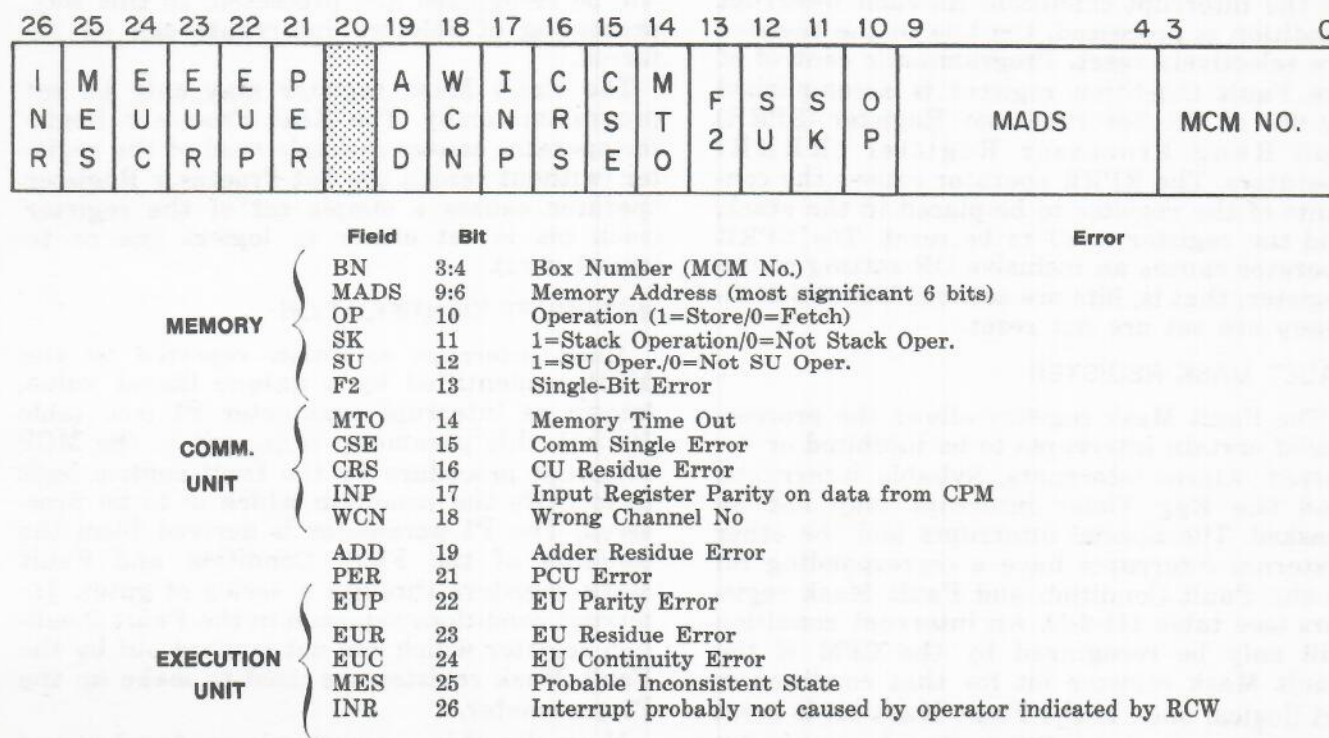 26 25 24 23 22 21 20 19 18 17 16 15 14 13 12 11 10 9 4 3 0
I M E E E P A W I C C M
N E U U U E D C N R S T F S S O MADS MCM NO.
R S C R P R D N P S E O 2 U K P
Field Bit Error
BN 3:4 Box Number (MCM No.)
MADS 9:6 Memory Address (most significant 6 bits)
OP 10 Operation (1=Store/0=Fetch)
MEMORY
SK 11 1=Stack Operation/0=Not Stack Oper.
SU 12 1=SU Oper./0=Not SU Oper.
F2 13 Single-Bit Error
MTO 14 Memory Time Out
COMM.
CSE 15 Comm Single Error
CRS 16 CU Residue Error
UNIT
INP 17 Input Register Parity on data from CPM
WCN 18 Wrong Channel No
ADD 19 Adder Residue Error
PER 21 PCU Error
EUP 22 EU Parity Error
EUR 23 EU Residue Error
EXECUTION
EUC 24 EU Continuity Error
UNIT
MES 25 Probable Inconsistent State
INR 26 Interrupt probably not caused by operator indicated by RCW